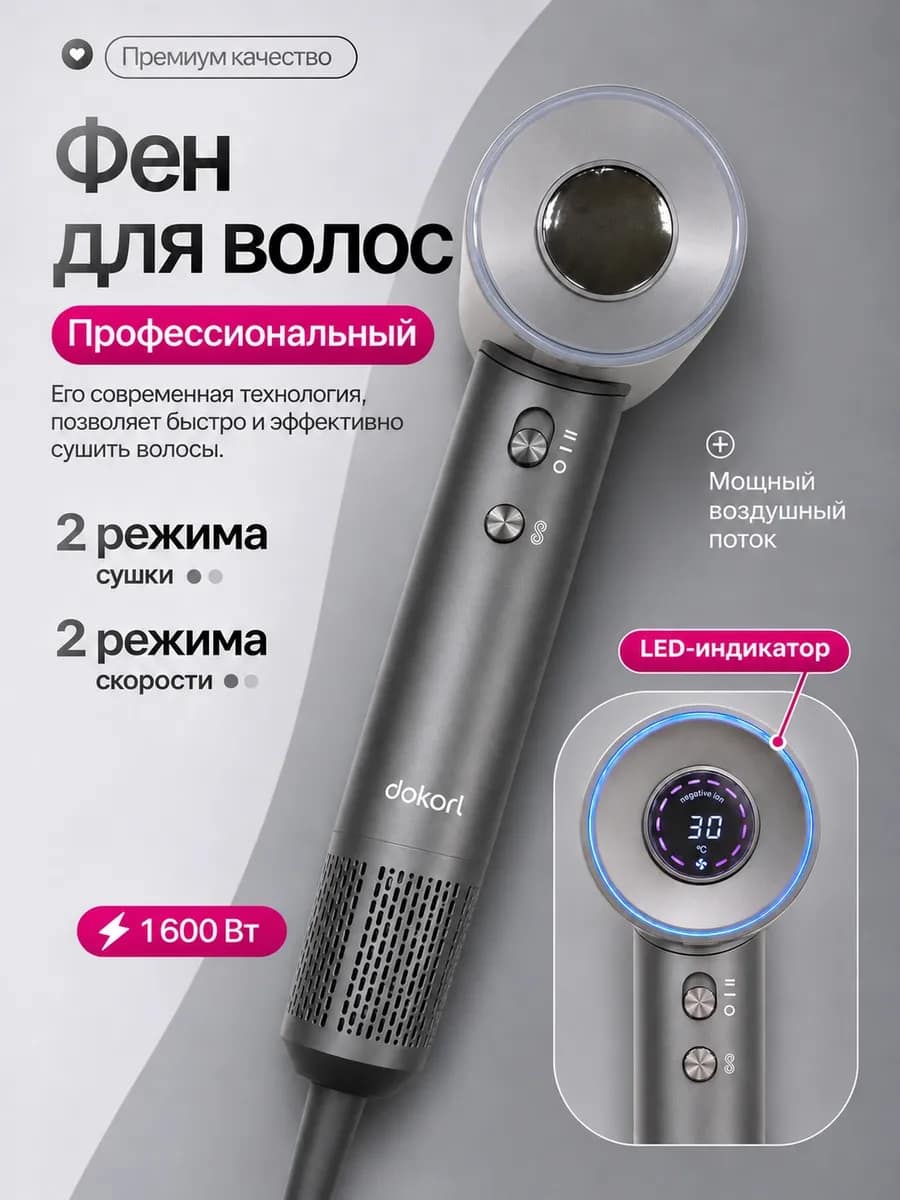 Премиум качество
Фен
для волос
Профессиональный
Его современная технология,
позволяет быстро и эффективно
сушить волосы.
2 режима
сушки
2 режима
скорости
Мощный
воздушный
поток
LED-индикатор
negative ion
30
°C
dokorl
1600 Вт